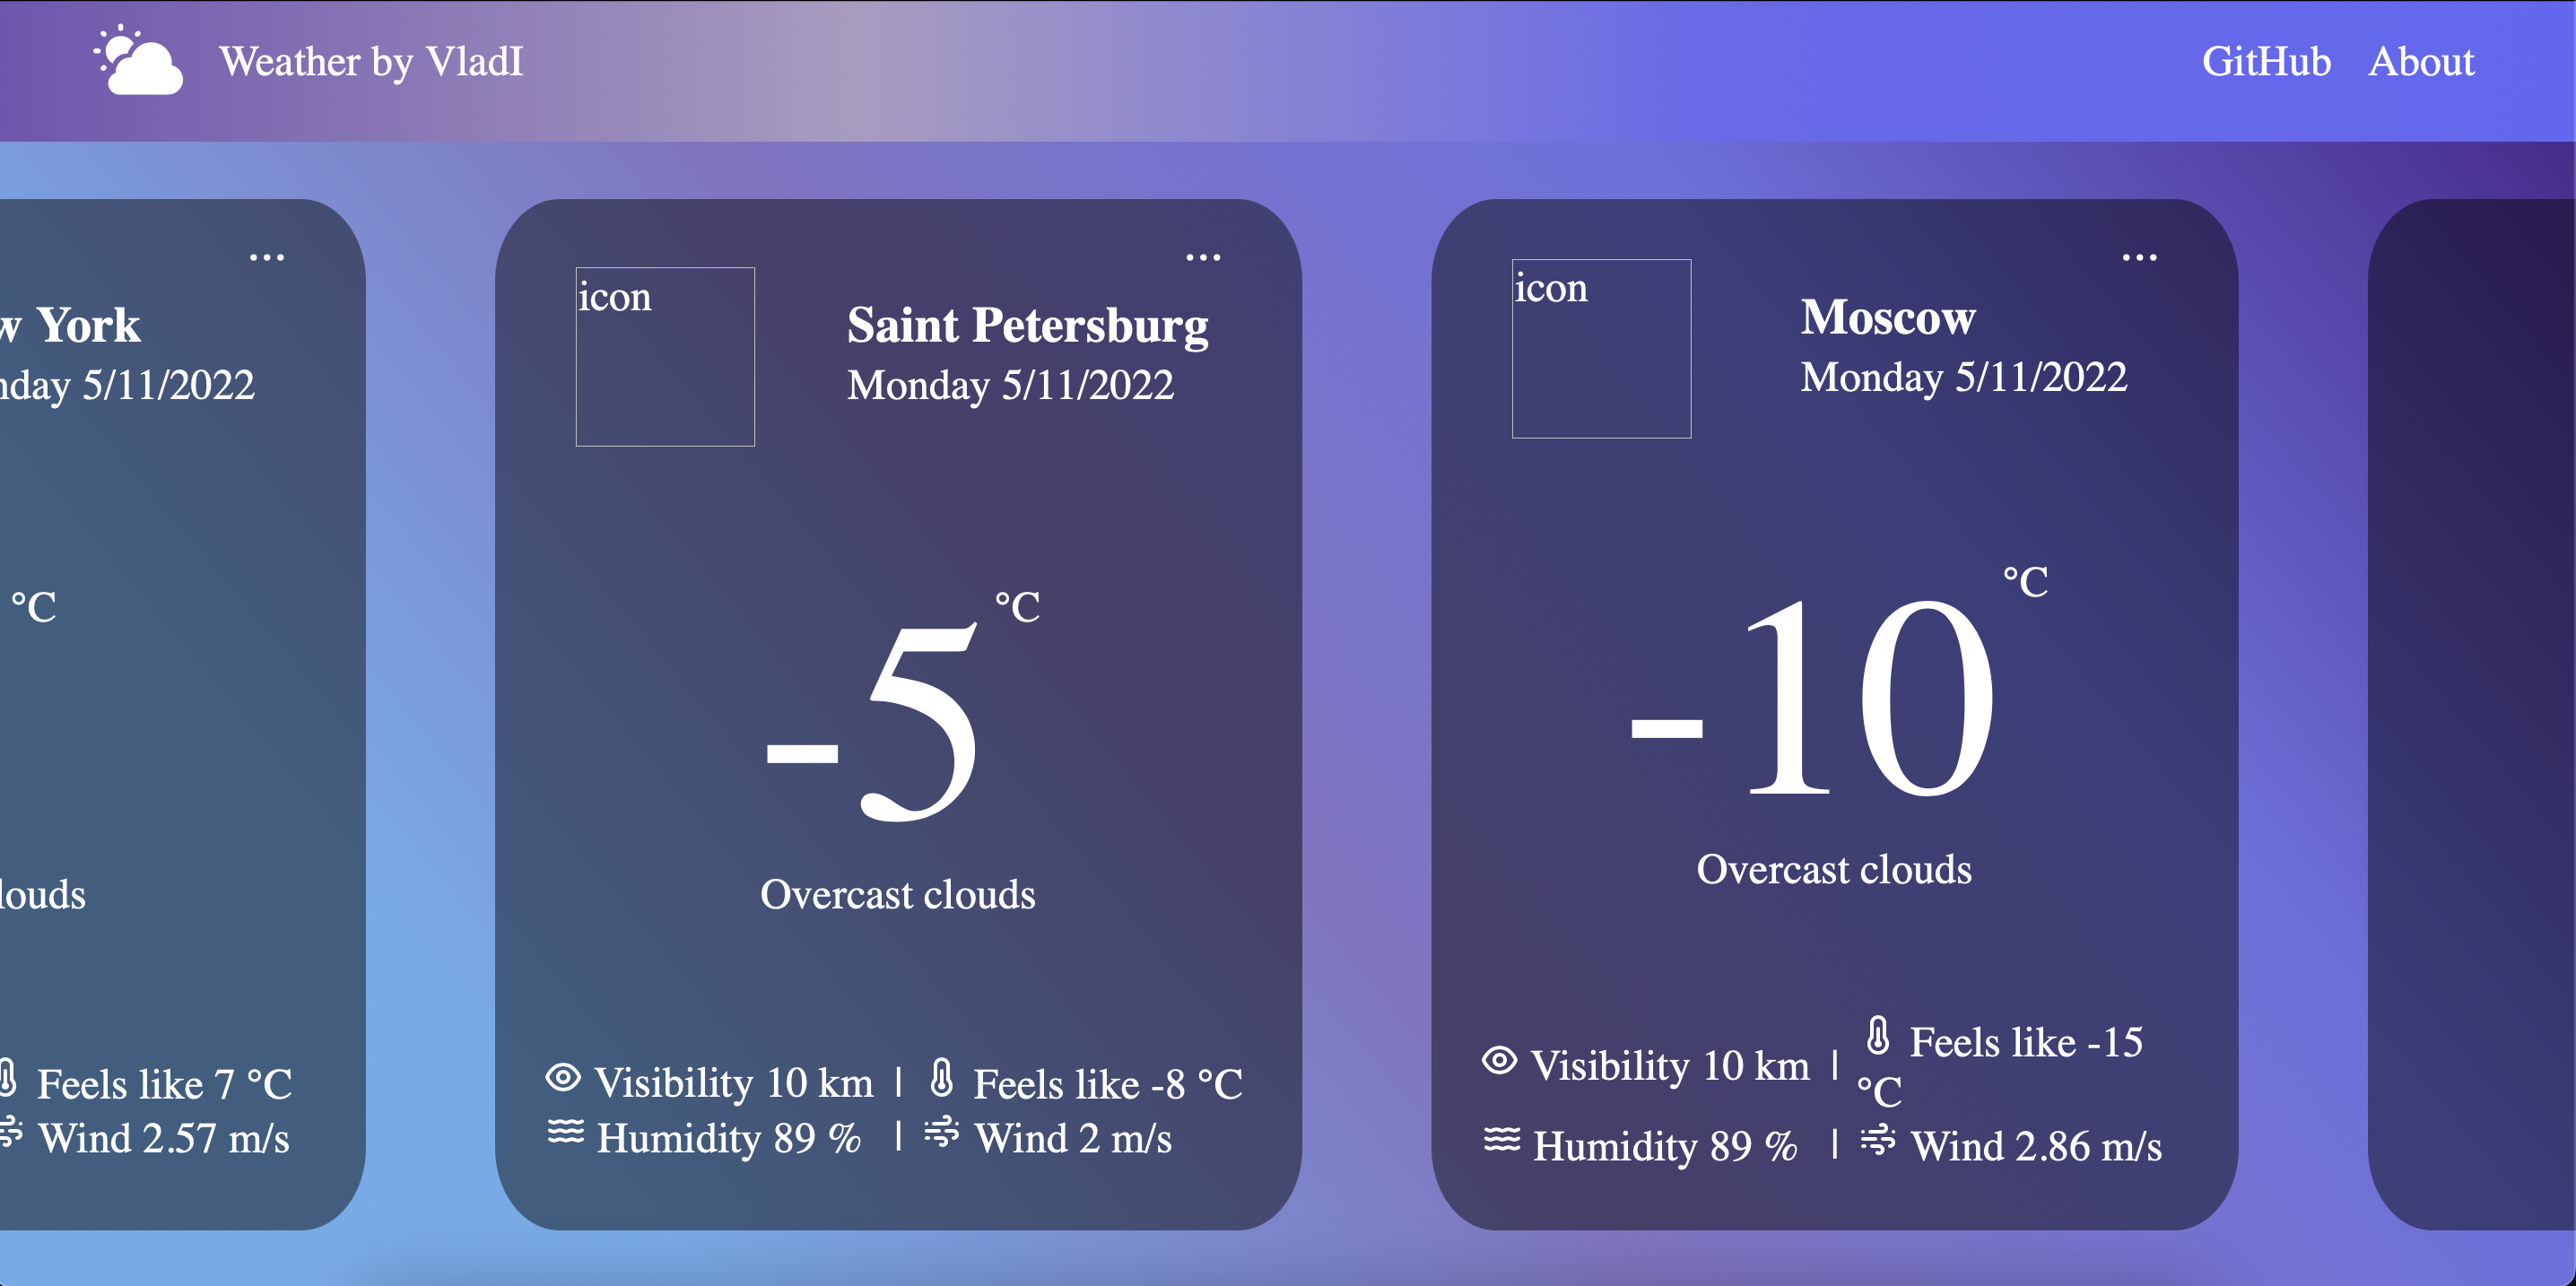 Weather by VladI
GitHub About
...
w York
nday 5/11/2022
°C
louds
Feels like 7 °C
Wind 2.57 m/s
...
icon
Saint Petersburg
Monday 5/11/2022
-5 °C
Overcast clouds
Visibility 10 km | Feels like -8 °C
Humidity 89 % | Wind 2 m/s
...
icon
Moscow
Monday 5/11/2022
-10 °C
Overcast clouds
Visibility 10 km | Feels like -15
°C
Humidity 89 % | Wind 2.86 m/s